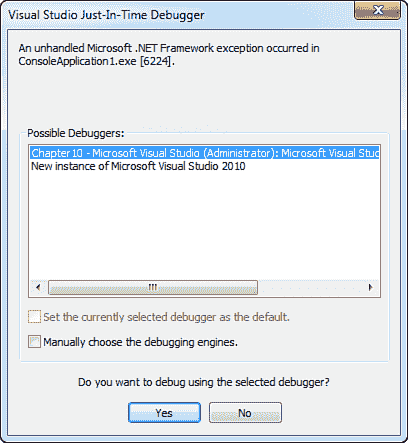 Visual Studio Just-In-Time Debugger
An unhandled Microsoft .NET Framework exception occurred in
ConsoleApplication1.exe [6224].
Possible Debuggers:
Chapter10 - Microsoft Visual Studio (Administrator): Microsoft Visual Stud
New instance of Microsoft Visual Studio 2010
Set the currently selected debugger as the default.
Manually choose the debugging engines.
Do you want to debug using the selected debugger?
Yes No